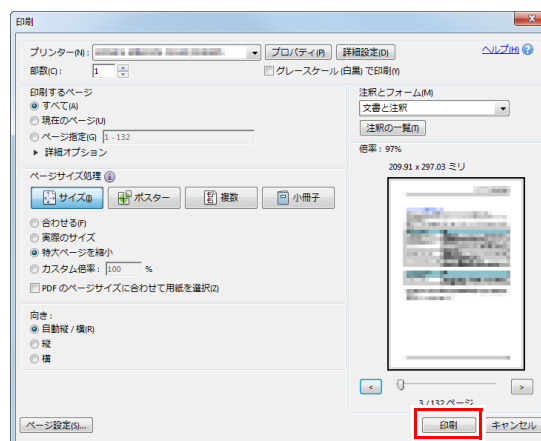 印刷
プリンター(N):
プロパティ(P)
詳細設定(D)
ヘルプ(H)
部数(C): 1
グレースケール (白黒) で印刷(Y)
印刷するページ
すべて(A)
現在のページ(U)
ページ指定(G) 1 - 132
詳細オプション
注釈とフォーム(M)
文書と注釈
注釈の一覧(T)
ページサイズ処理
サイズ(I)
ポスター
複数
小冊子
合わせる(F)
実際のサイズ
特大ページを縮小
カスタム倍率: 100 %
PDF のページサイズに合わせて用紙を選択(Z)
向き:
自動縦 / 横(R)
縦
横
倍率: 97%
209.91 x 297.03 ミリ
<
>
3 / 132 ページ
ページ設定(S)...
印刷
キャンセル